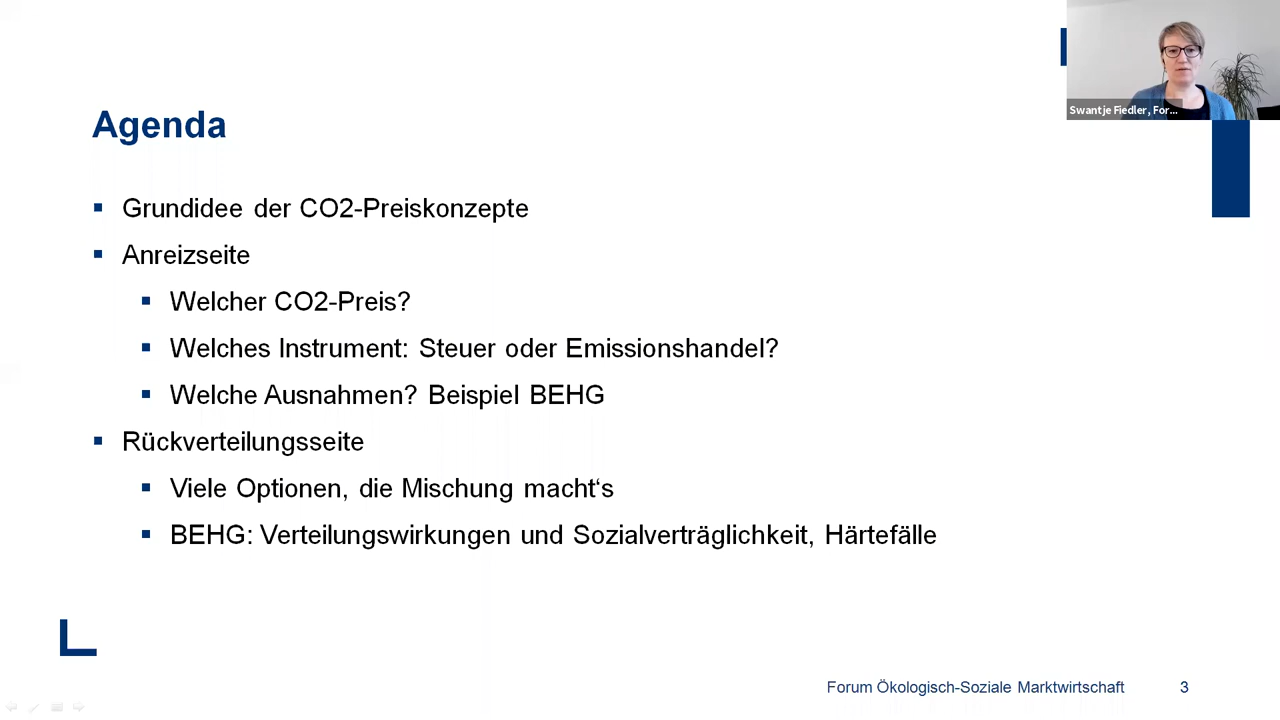 Swantje Fiedler, For...
Agenda
Grundidee der CO2-Preiskonzepte
Anreizseite
Welcher CO2-Preis?
Welches Instrument: Steuer oder Emissionshandel?
Welche Ausnahmen? Beispiel BEHG
Rückverteilungsseite
Viele Optionen, die Mischung macht‘s
BEHG: Verteilungswirkungen und Sozialverträglichkeit, Härtefälle
Forum Ökologisch-Soziale Marktwirtschaft 3